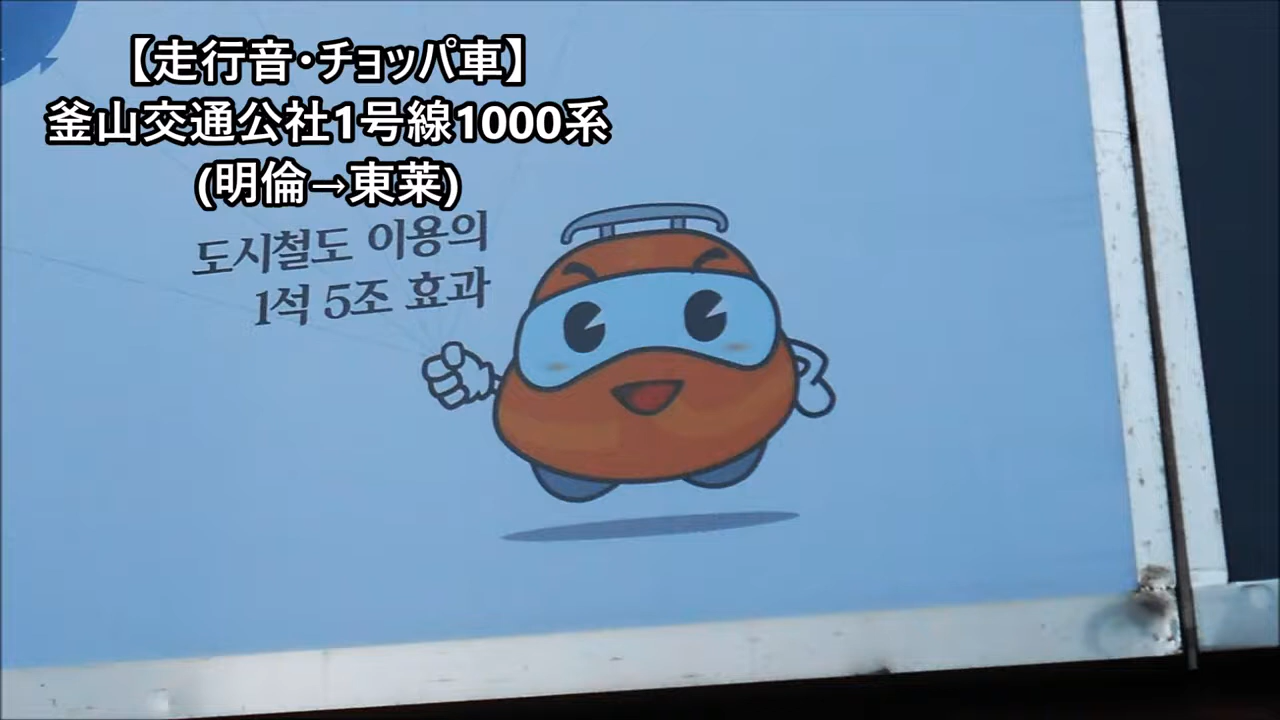 【走行音・チョッパ車】
釜山交通公社1号線1000系
(明倫→東莱)
도시철도 이용의
1석 5조 효과